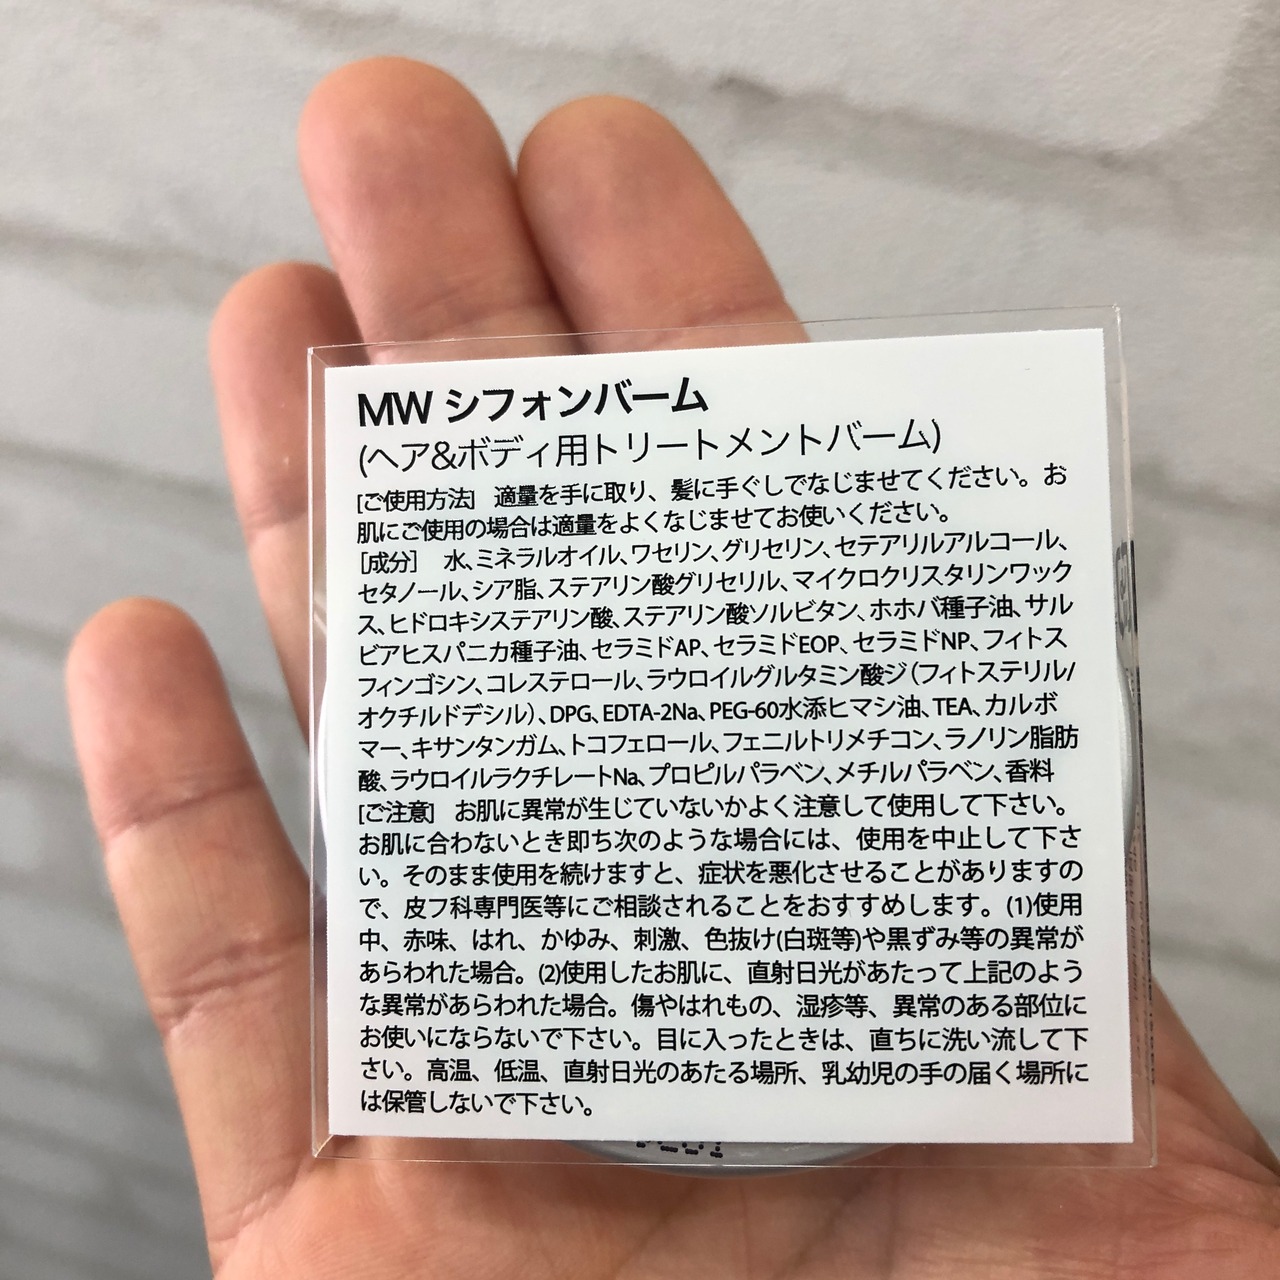 MW シフォンバーム
(ヘア&ボディ用トリートメントバーム)
[ご使用方法] 適量を手に取り、髪に手ぐしでなじませてください。お
肌にご使用の場合は適量をよくなじませてお使いください。
[成分] 水、ミネラルオイル、ワセリン、グリセリン、セテアリルアルコール、
セタノール、シア脂、ステアリン酸グリセリル、マイクロクリスタリンワック
ス、ヒドロキシステアリン酸、ステアリン酸ソルビタン、ホホバ種子油、サル
ビアヒスパニカ種子油、セラミドAP、セラミドEOP、セラミドNP、フィトス
フィンゴシン、コレステロール、ラウロイルグルタミン酸ジ(フィトステリル/
オクチルドデシル)、DPG、EDTA-2Na、PEG-60水添ヒマシ油、TEA、カルボ
マー、キサンタンガム、トコフェロール、フェニルトリメチコン、ラノリン脂肪
酸、ラウロイルラクチレートNa、プロピルパラベン、メチルパラベン、香料
[ご注意] お肌に異常が生じていないかよく注意して使用して下さい。
お肌に合わないとき即ち次のような場合には、使用を中止して下さ
い。そのまま使用を続けますと、症状を悪化させることがありますの
で、皮フ科専門医等にご相談されることをおすすめします。(1)使用
中、赤味、はれ、かゆみ、刺激、色抜け(白斑等)や黒ずみ等の異常が
あらわれた場合。(2)使用したお肌に、直射日光があたって上記のよう
な異常があらわれた場合。傷やはれもの、湿疹等、異常のある部位に
お使いにならないで下さい。目に入ったときは、直ちに洗い流して下
さい。高温、低温、直射日光のあたる場所、乳幼児の手の届く場所に
は保管しないで下さい。